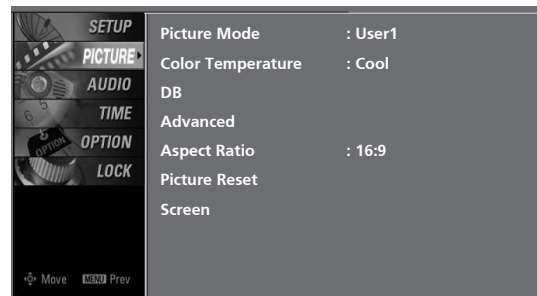 SETUP
PICTURE
AUDIO
TIME
OPTION
LOCK
Move MENU Prev
Picture Mode : User1
Color Temperature : Cool
DB
Advanced
Aspect Ratio : 16:9
Picture Reset
Screen